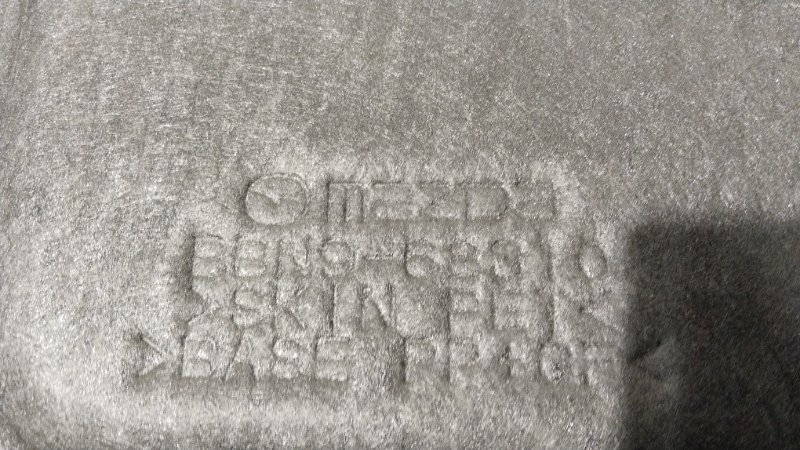 mazda
BBN9-68310
>SKIN PET<
>BASE PP+GF<